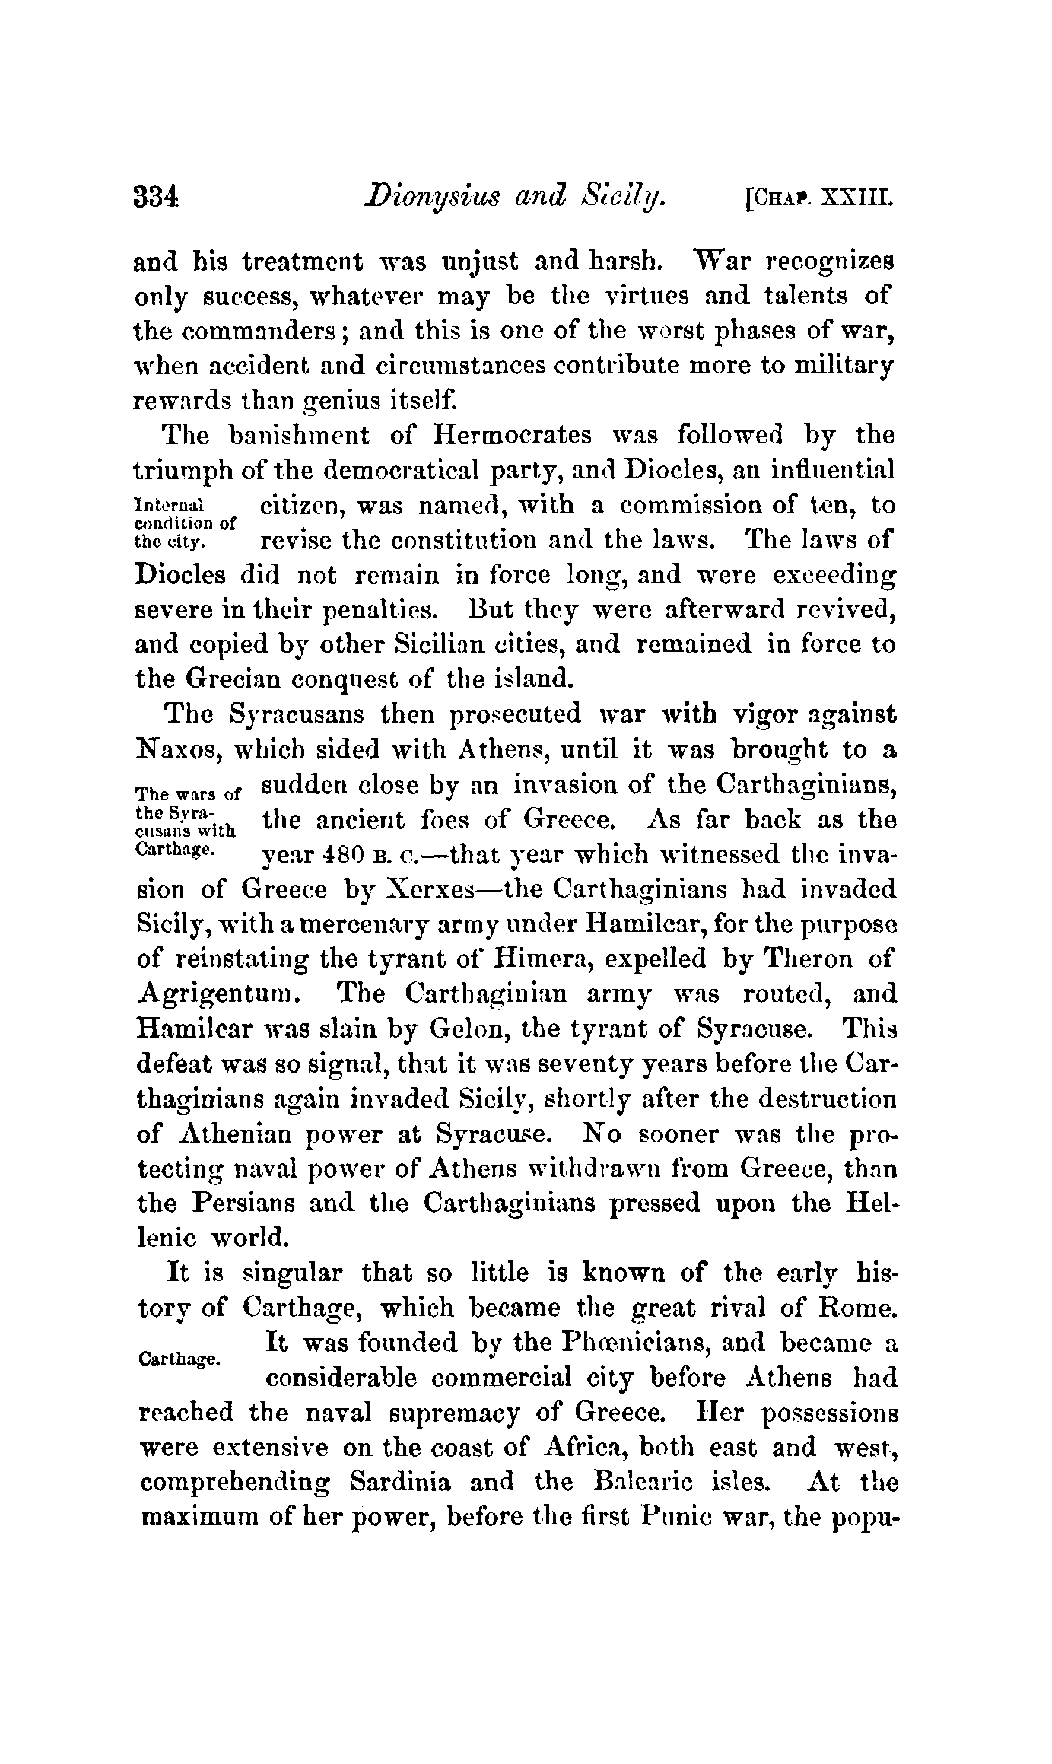 334 Dionysius and Sicily. [CHAP. XXIII.
and his treatment was unjust and harsh. War recognizes
only success, whatever may be the virtues and talents of
the commanders; and this is one of the worst phases of war,
when accident and circumstances contribute more to military
rewards than genius itself.
The banishment of Hermocrates was followed by the
triumph of the democratical party, and Diocles, an influential
Internal
condition of
the city.
citizen, was named, with a commission of ten, to
revise the constitution and the laws. The laws of
Diocles did not remain in force long, and were exceeding
severe in their penalties. But they were afterward revived,
and copied by other Sicilian cities, and remained in force to
the Grecian conquest of the island.
The Syracusans then prosecuted war with vigor against
Naxos, which sided with Athens, until it was brought to a
The wars of
the Syra-
cusans with
Carthage.
sudden close by an invasion of the Carthaginians,
the ancient foes of Greece. As far back as the
year 480 B. C.—that year which witnessed the inva-
sion of Greece by Xerxes—the Carthaginians had invaded
Sicily, with a mercenary army under Hamilcar, for the purpose
of reinstating the tyrant of Himera, expelled by Theron of
Agrigentum. The Carthaginian army was routed, and
Hamilcar was slain by Gelon, the tyrant of Syracuse. This
defeat was so signal, that it was seventy years before the Car-
thaginians again invaded Sicily, shortly after the destruction
of Athenian power at Syracuse. No sooner was the pro-
tecting naval power of Athens withdrawn from Greece, than
the Persians and the Carthaginians pressed upon the Hel-
lenic world.
It is singular that so little is known of the early his-
tory of Carthage, which became the great rival of Rome.
Carthage.
It was founded by the Phœnicians, and became a
considerable commercial city before Athens had
reached the naval supremacy of Greece. Her possessions
were extensive on the coast of Africa, both east and west,
comprehending Sardinia and the Balearic isles. At the
maximum of her power, before the first Punic war, the popu-